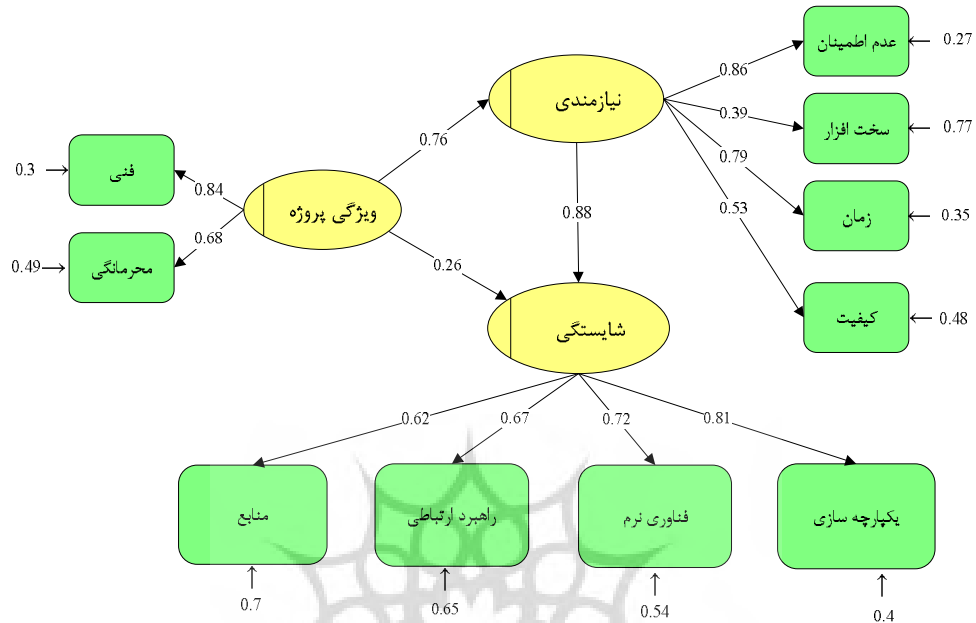 عدم اطمینان
0.27
0.86
نیازمندی
سخت افزار
0.77
0.39
0.76
0.79
فنی
0.3
0.84
ویژگی پروژه
0.53
زمان
0.35
0.88
0.68
محرمانگی
0.49
0.26
کیفیت
0.48
شایستگی
0.62
0.67
0.72
0.81
منابع
راهبرد ارتباطی
فناوری نرم
یکپارچه سازی
0.7
0.65
0.54
0.4